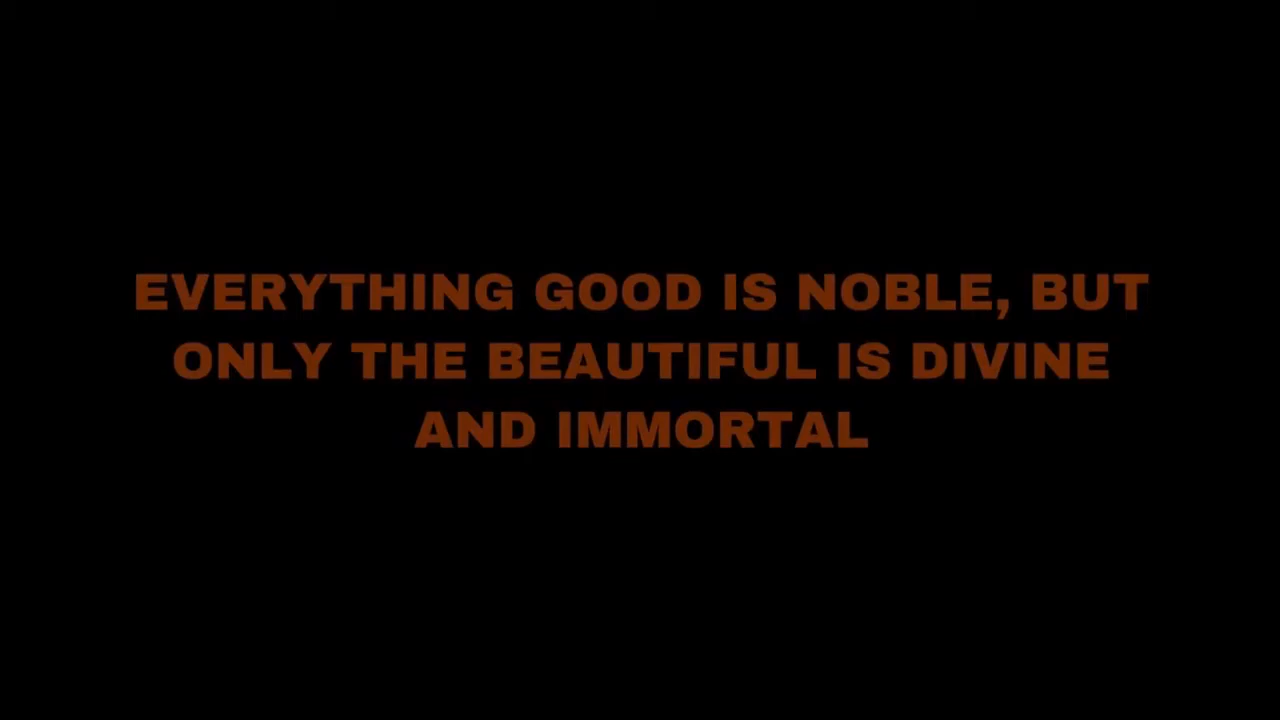 EVERYTHING GOOD IS NOBLE, BUT
ONLY THE BEAUTIFUL IS DIVINE
AND IMMORTAL